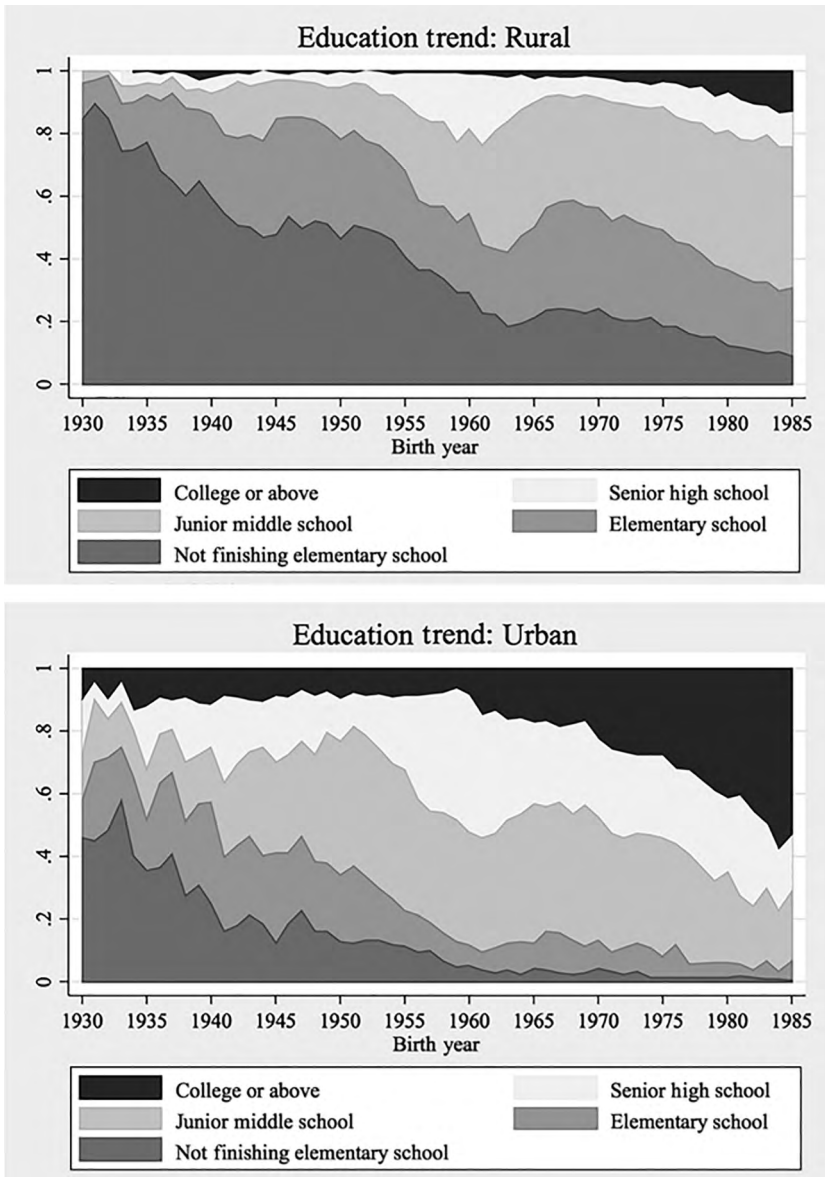 Education trend: Rural
1
.8
.6
.4
.2
0
1930 1935 1940 1945 1950 1955 1960 1965 1970 1975 1980 1985
Birth year
College or above Senior high school
Junior middle school Elementary school
Not finishing elementary school
Education trend: Urban
1
.8
.6
.4
.2
0
1930 1935 1940 1945 1950 1955 1960 1965 1970 1975 1980 1985
Birth year
College or above Senior high school
Junior middle school Elementary school
Not finishing elementary school